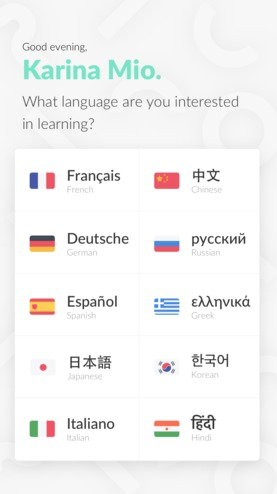 Good evening,
Karina Mio.
What language are you interested
in learning?
Français
French
中文
Chinese
Deutsche
German
русский
Russian
Español
Spanish
ελληνικά
Greek
日本語
Japanese
한국어
Korean
Italiano
Italian
हिंदी
Hindi